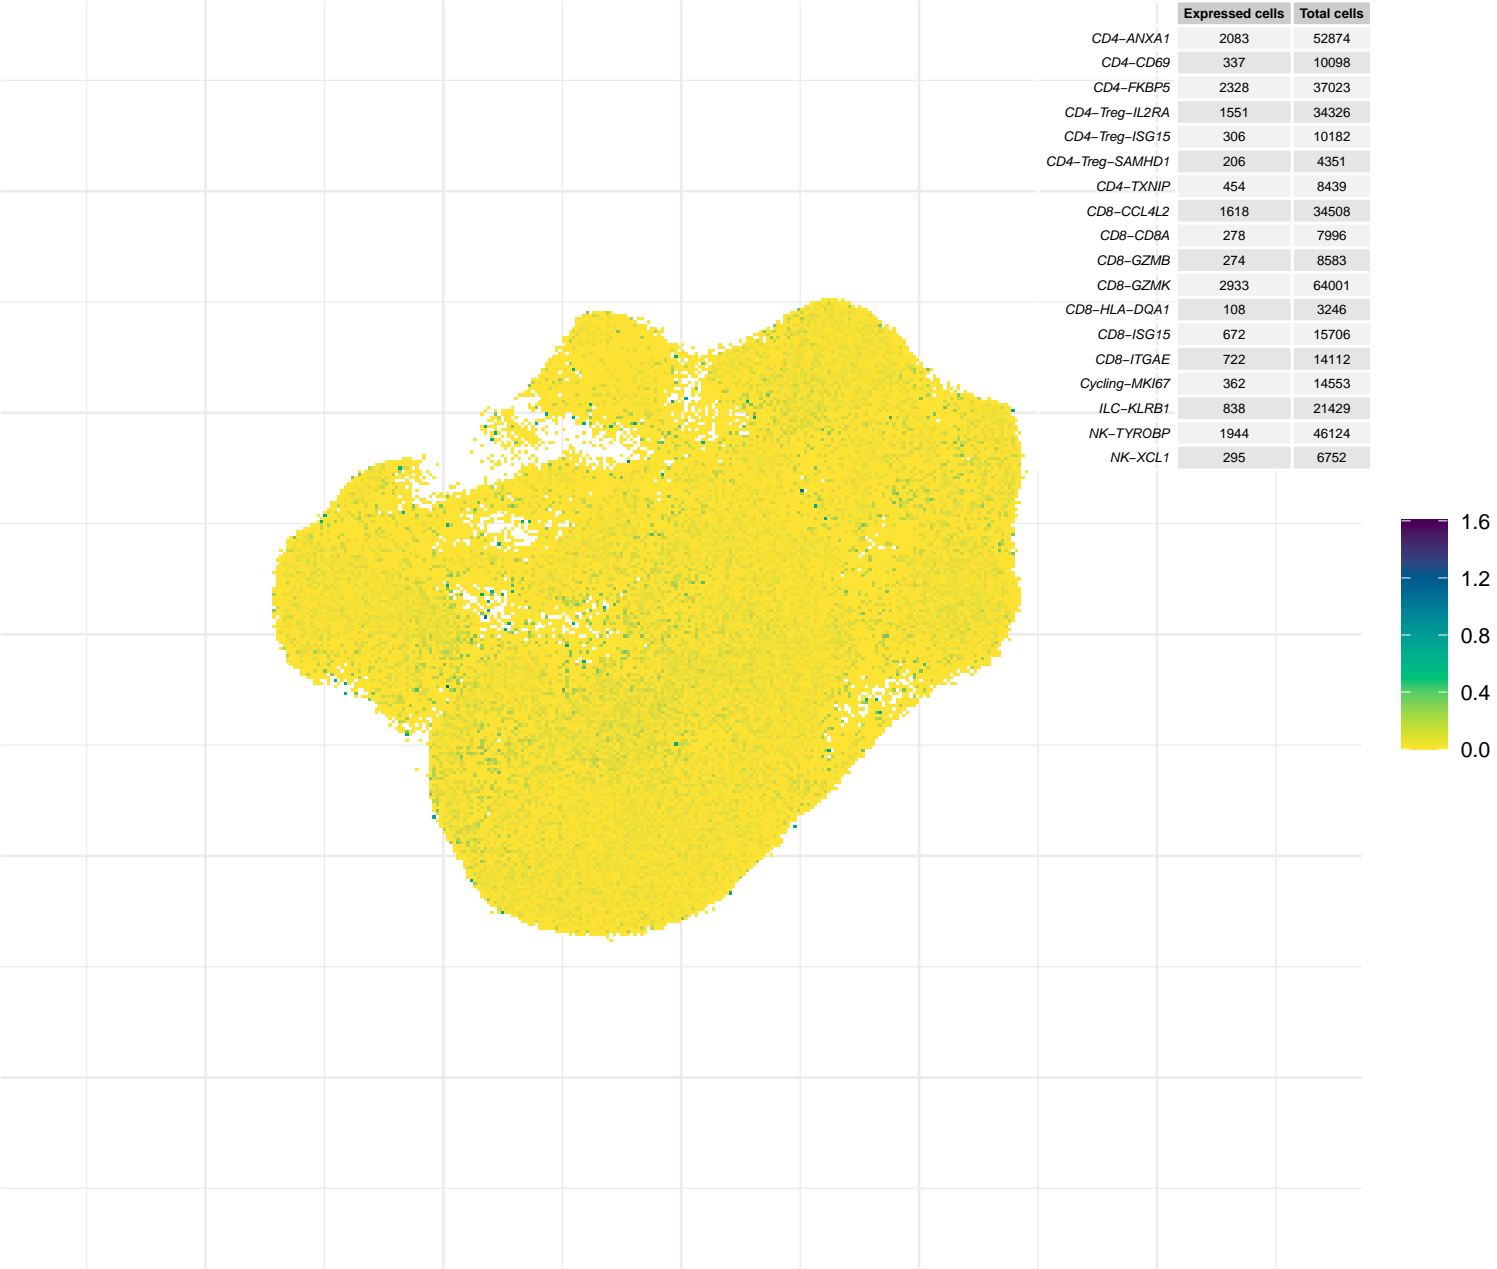 Expressed cells Total cells
CD4−ANXA1 2083 52874
CD4−CD69 337 10098
CD4−FKBP5 2328 37023
CD4−Treg−IL2RA 1551 34326
CD4−Treg−ISG15 306 10182
CD4−Treg−SAMHD1 206 4351
CD4−TXNIP 454 8439
CD8−CCL4L2 1618 34508
CD8−CD8A 278 7996
CD8−GZMB 274 8583
CD8−GZMK 2933 64001
CD8−HLA−DQA1 108 3246
CD8−ISG15 672 15706
CD8−ITGAE 722 14112
Cycling−MKI67 362 14553
ILC−KLRB1 838 21429
NK−TYROBP 1944 46124
NK−XCL1 295 6752
1.6
1.2
0.8
0.4
0.0